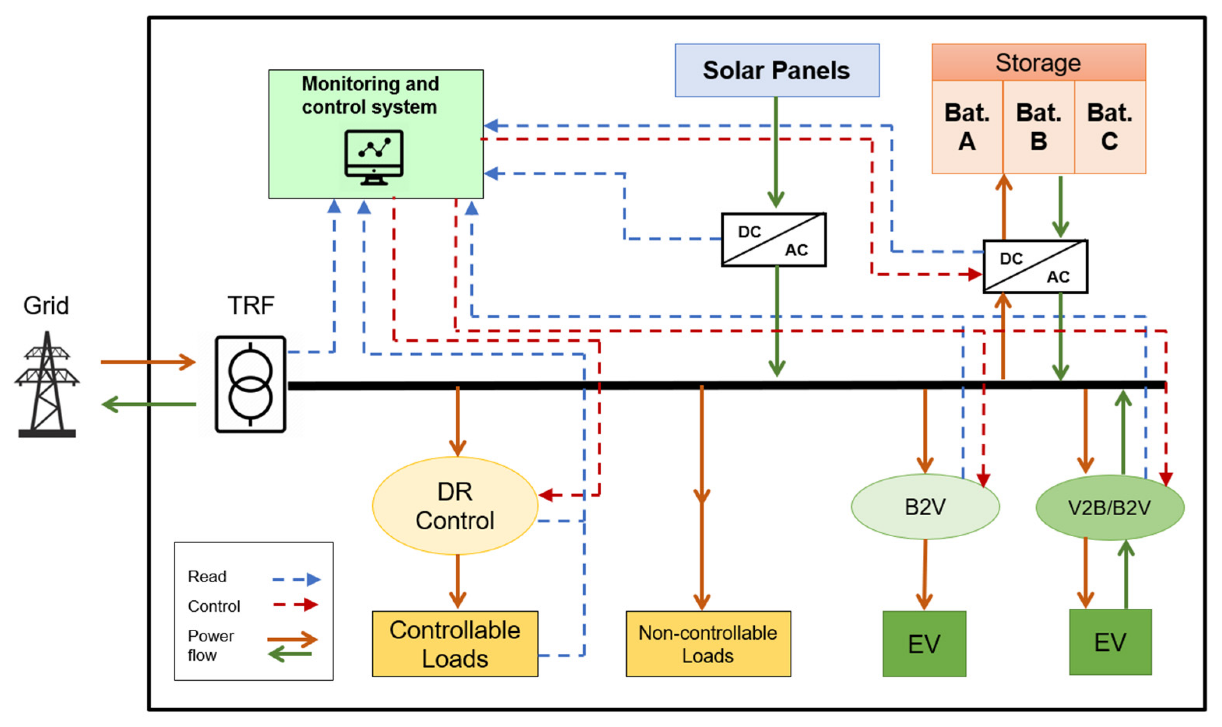 Monitoring and
control system
Solar Panels
Storage
Bat.
A
Bat.
B
Bat.
C
DC
AC
DC
AC
Grid
TRF
DR
Control
B2V
V2B/B2V
Read
Control
Power
flow
Controllable
Loads
Non-controllable
Loads
EV
EV